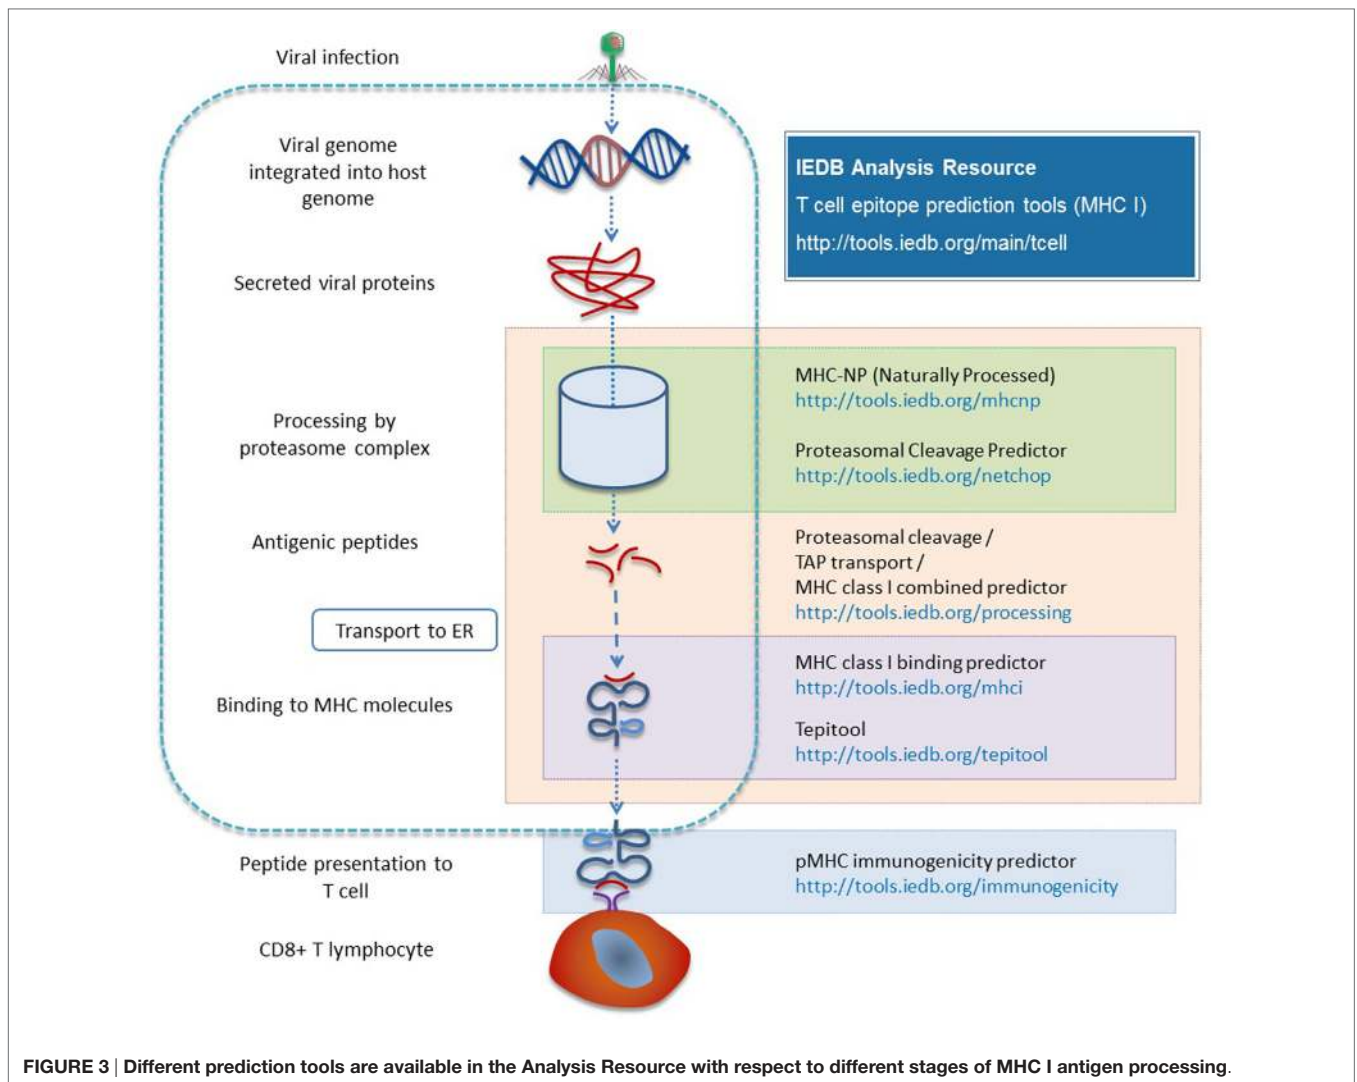 Viral infection
Viral genome
integrated into host
genome
IEDB Analysis Resource
T cell epitope prediction tools (MHC I)
http://tools.iedb.org/main/tcell
Secreted viral proteins
MHC-NP (Naturally Processed)
http://tools.iedb.org/mhcnp
Processing by
proteasome complex
Proteasomal Cleavage Predictor
http://tools.iedb.org/netchop
Antigenic peptides
Proteasomal cleavage /
TAP transport /
MHC class I combined predictor
http://tools.iedb.org/processing
Transport to ER
MHC class I binding predictor
http://tools.iedb.org/mhci
Binding to MHC molecules
Tepitool
http://tools.iedb.org/tepitool
Peptide presentation to
T cell
pMHC immunogenicity predictor
http://tools.iedb.org/immunogenicity
CD8+ T lymphocyte
FIGURE 3 | Different prediction tools are available in the Analysis Resource with respect to different stages of MHC I antigen processing.